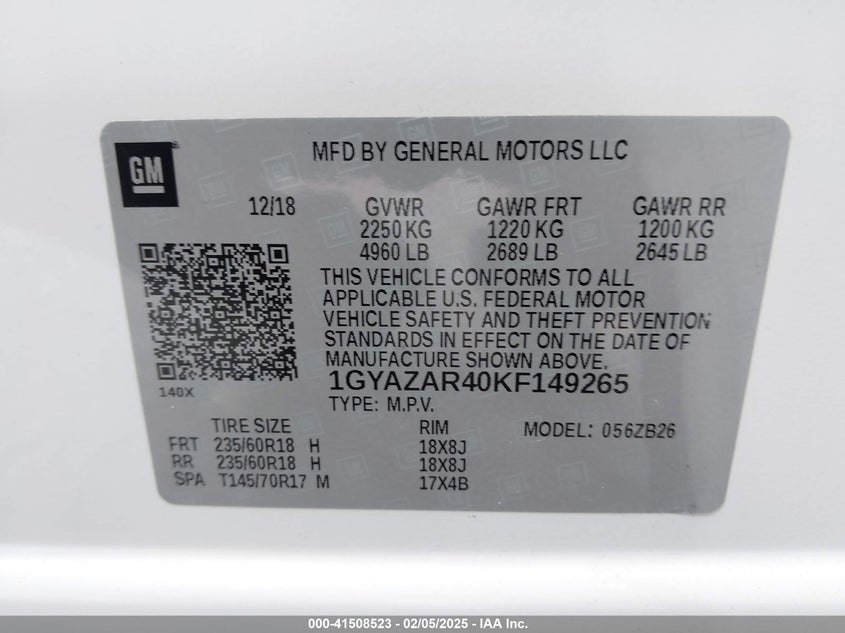 GM
MFD BY GENERAL MOTORS LLC
12/18 GVWR GAWR FRT GAWR RR
2250 KG 1220 KG 1200 KG
4960 LB 2689 LB 2645 LB
THIS VEHICLE CONFORMS TO ALL
APPLICABLE U.S. FEDERAL MOTOR
VEHICLE SAFETY AND THEFT PREVENTION
STANDARDS IN EFFECT ON THE DATE OF
MANUFACTURE SHOWN ABOVE.
140X
1GYAZAR40KF149265
TYPE: M.P.V.
TIRE SIZE RIM MODEL: 056ZB26
FRT 235/60R18 H 18X8J
RR 235/60R18 H 18X8J
SPA T145/70R17 M 17X4B
000-41508523 - 02/05/2025 - IAA Inc.